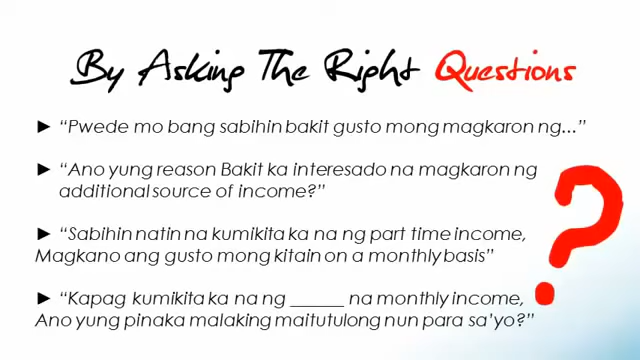 By Asking The Right Questions
► “Pwede mo bang sabihin bakit gusto mong magkaron ng...”
► “Ano yung reason Bakit ka interesado na magkaron ng
additional source of income?”
► “Sabihin natin na kumikita ka na ng part time income,
Magkano ang gusto mong kitain on a monthly basis”
► “Kapag kumikita ka na ng ______ na monthly income,
Ano yung pinaka malaking maitutulong nun para sa’yo?”
?